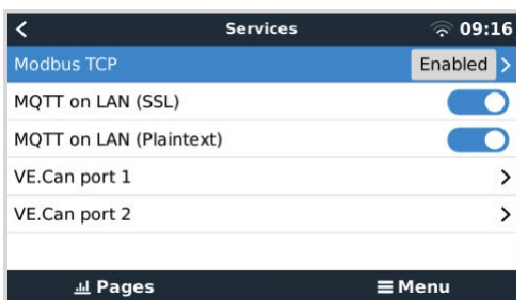 Services 09:16
Modbus TCP Enabled
MQTT on LAN (SSL)
MQTT on LAN (Plaintext)
VE.Can port 1
VE.Can port 2
Pages Menu